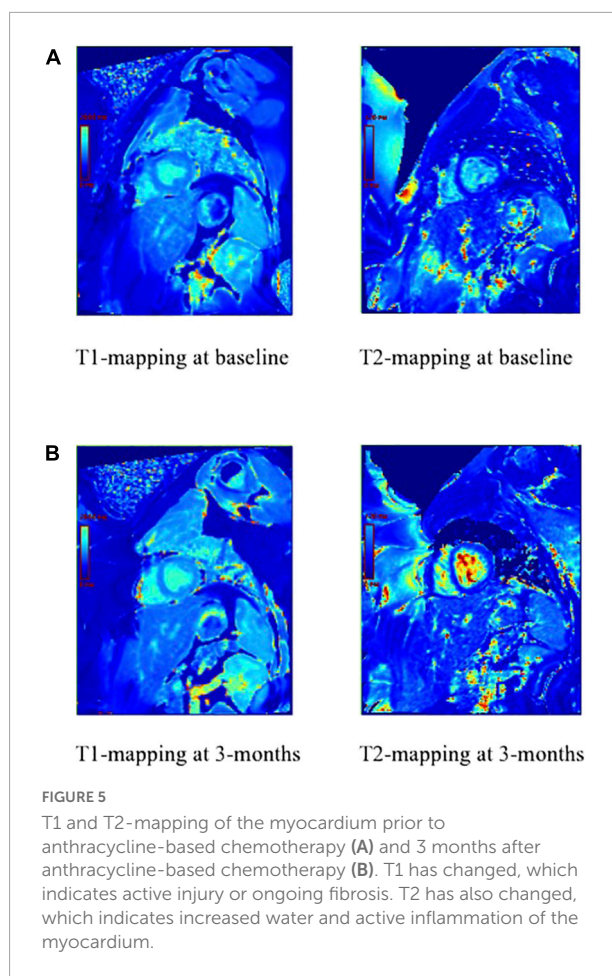 A
T1-mapping at baseline
T2-mapping at baseline
B
T1-mapping at 3-months
T2-mapping at 3-months
FIGURE 5
T1 and T2-mapping of the myocardium prior to
anthracycline-based chemotherapy (A) and 3 months after
anthracycline-based chemotherapy (B). T1 has changed, which
indicates active injury or ongoing fibrosis. T2 has also changed,
which indicates increased water and active inflammation of the
myocardium.